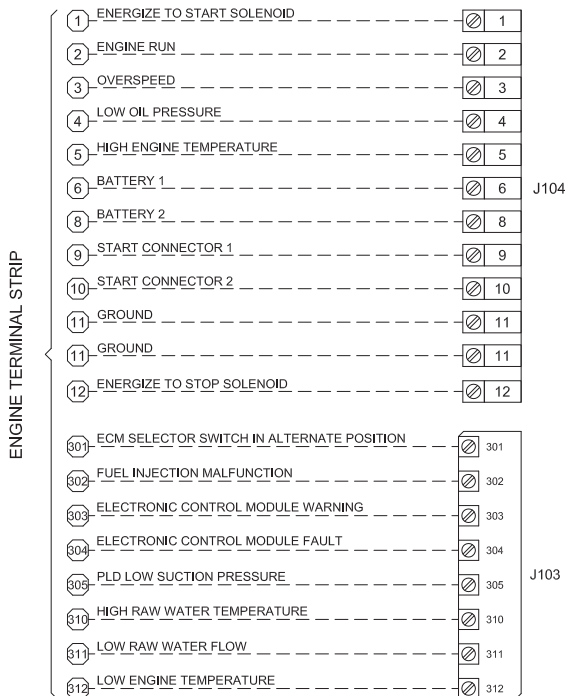 ENGINE TERMINAL STRIP
1 ENERGIZE TO START SOLENOID 1
2 ENGINE RUN 2
3 OVERSPEED 3
4 LOW OIL PRESSURE 4
5 HIGH ENGINE TEMPERATURE 5
6 BATTERY 1 6
J104
8 BATTERY 2 8
9 START CONNECTOR 1 9
10 START CONNECTOR 2 10
11 GROUND 11
11 GROUND 11
12 ENERGIZE TO STOP SOLENOID 12
301 ECM SELECTOR SWITCH IN ALTERNATE POSITION 301
302 FUEL INJECTION MALFUNCTION 302
303 ELECTRONIC CONTROL MODULE WARNING 303
304 ELECTRONIC CONTROL MODULE FAULT 304
305 PLD LOW SUCTION PRESSURE 305
J103
310 HIGH RAW WATER TEMPERATURE 310
311 LOW RAW WATER FLOW 311
312 LOW ENGINE TEMPERATURE 312